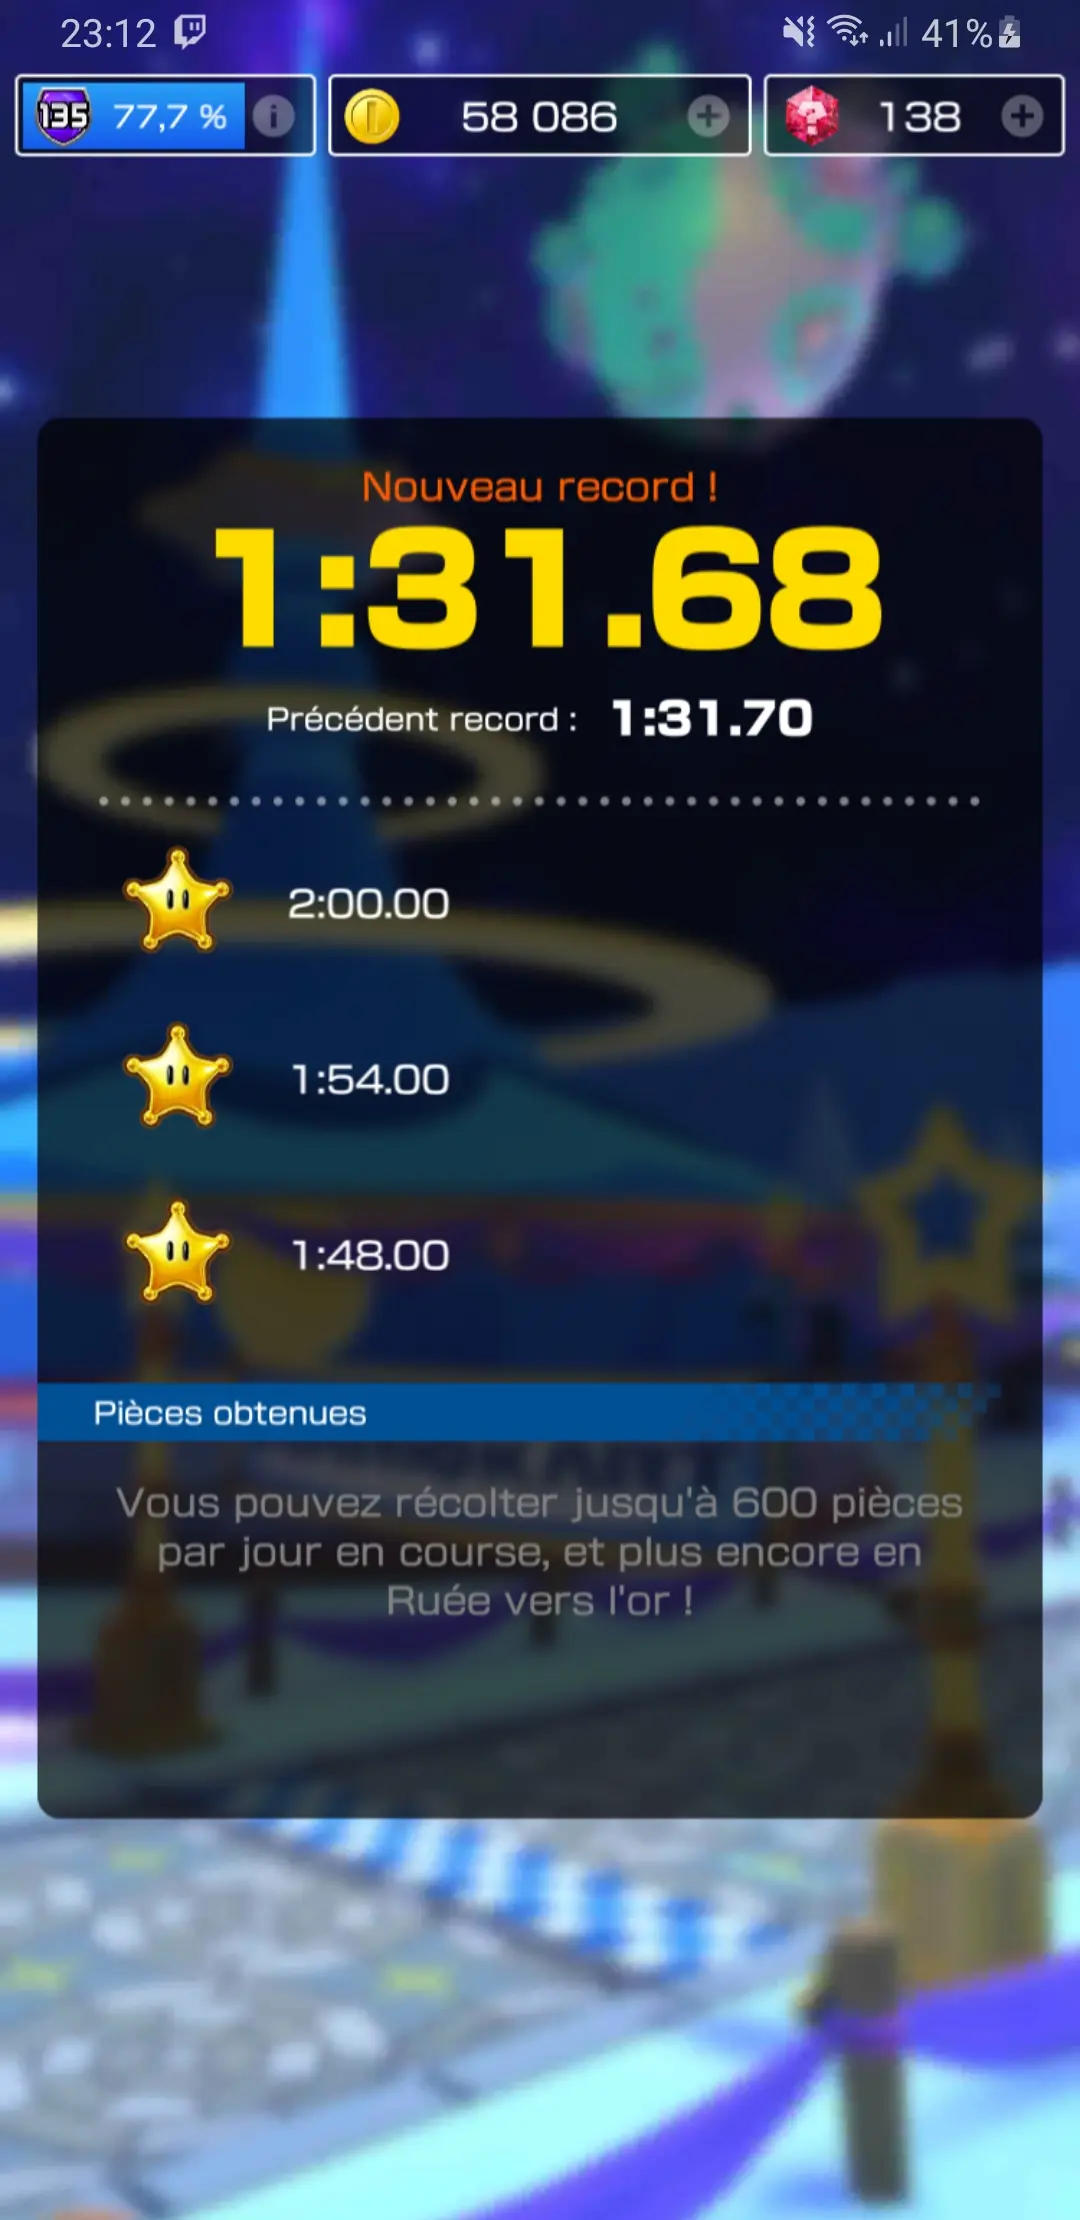 23:12 41%
135 77,7 % i 58 086 + 138 +
Nouveau record !
1:31.68
Précédent record : 1:31.70
2:00.00
1:54.00
1:48.00
Pièces obtenues
Vous pouvez récolter jusqu'à 600 pièces
par jour en course, et plus encore en
Ruée vers l'or !